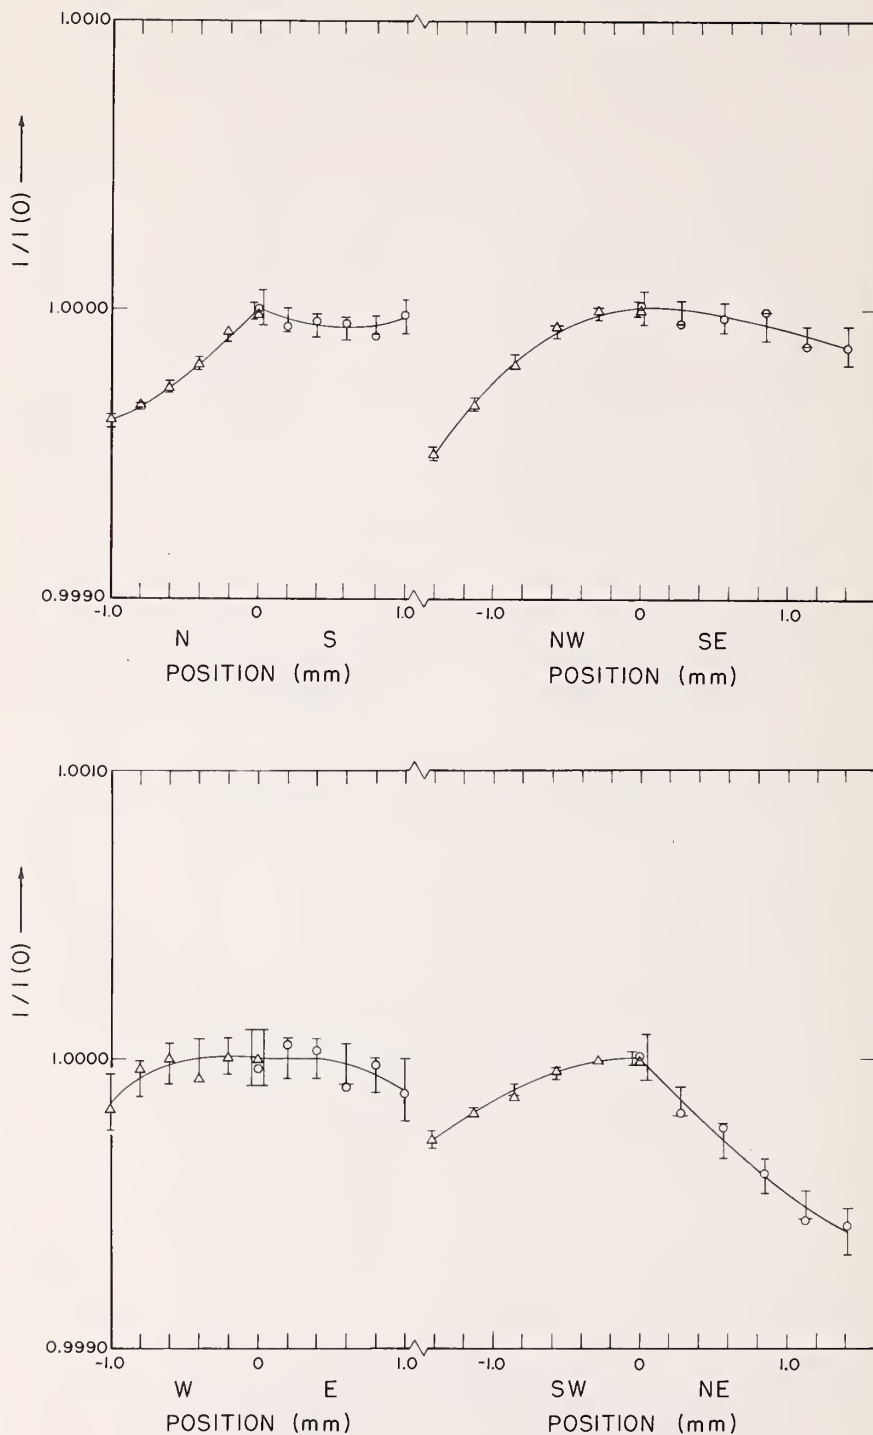 1.0010
I / I (0)
1.0000
0.9990
-1.0 0 1.0 -1.0 0 1.0
N S NW SE
POSITION (mm) POSITION (mm)
1.0010
I / I (0)
1.0000
0.9990
-1.0 0 1.0 -1.0 0 1.0
W E SW NE
POSITION (mm) POSITION (mm)